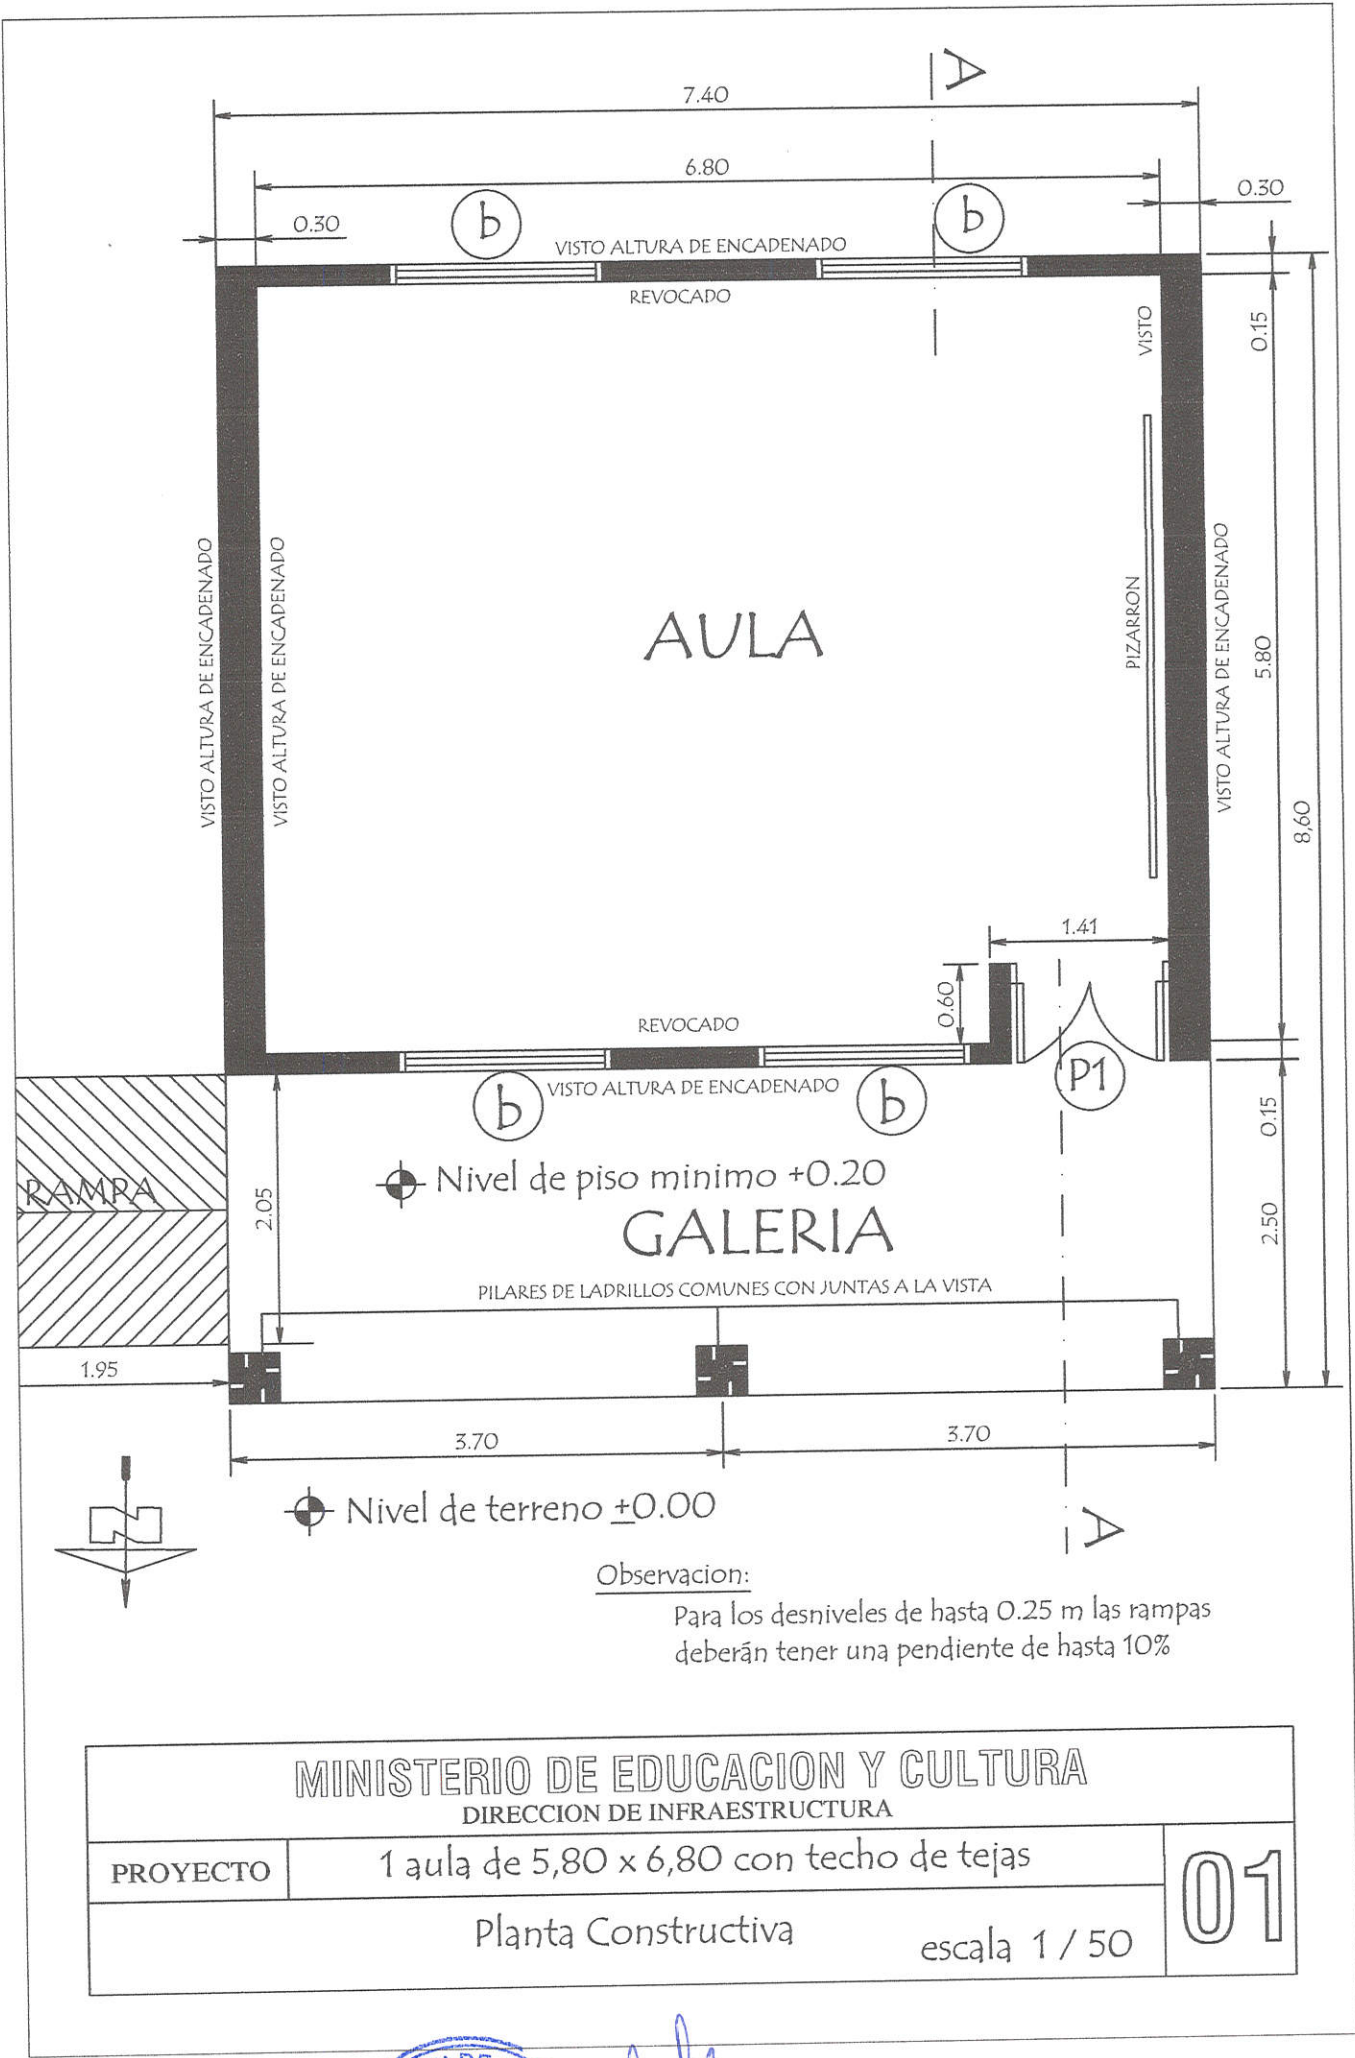 A
7.40
6.80
0.30
0.30
b
b
VISTO ALTURA DE ENCADENADO
REVOCADO
VISTO
0.15
VISTO ALTURA DE ENCADENADO
VISTO ALTURA DE ENCADENADO
AULA
PIZARRON
VISTO ALTURA DE ENCADENADO
5.80
8,60
1.41
0.60
REVOCADO
P1
b
VISTO ALTURA DE ENCADENADO
b
0.15
Nivel de piso minimo +0.20
RAMPA
2.05
GALERIA
2.50
PILARES DE LADRILLOS COMUNES CON JUNTAS A LA VISTA
1.95
3.70
3.70
N
Nivel de terreno ±0.00
A
Observacion:
Para los desniveles de hasta 0.25 m las rampas
deberán tener una pendiente de hasta 10%
MINISTERIO DE EDUCACION Y CULTURA
DIRECCION DE INFRAESTRUCTURA
PROYECTO
1 aula de 5,80 x 6,80 con techo de tejas
01
Planta Constructiva
escala 1 / 50